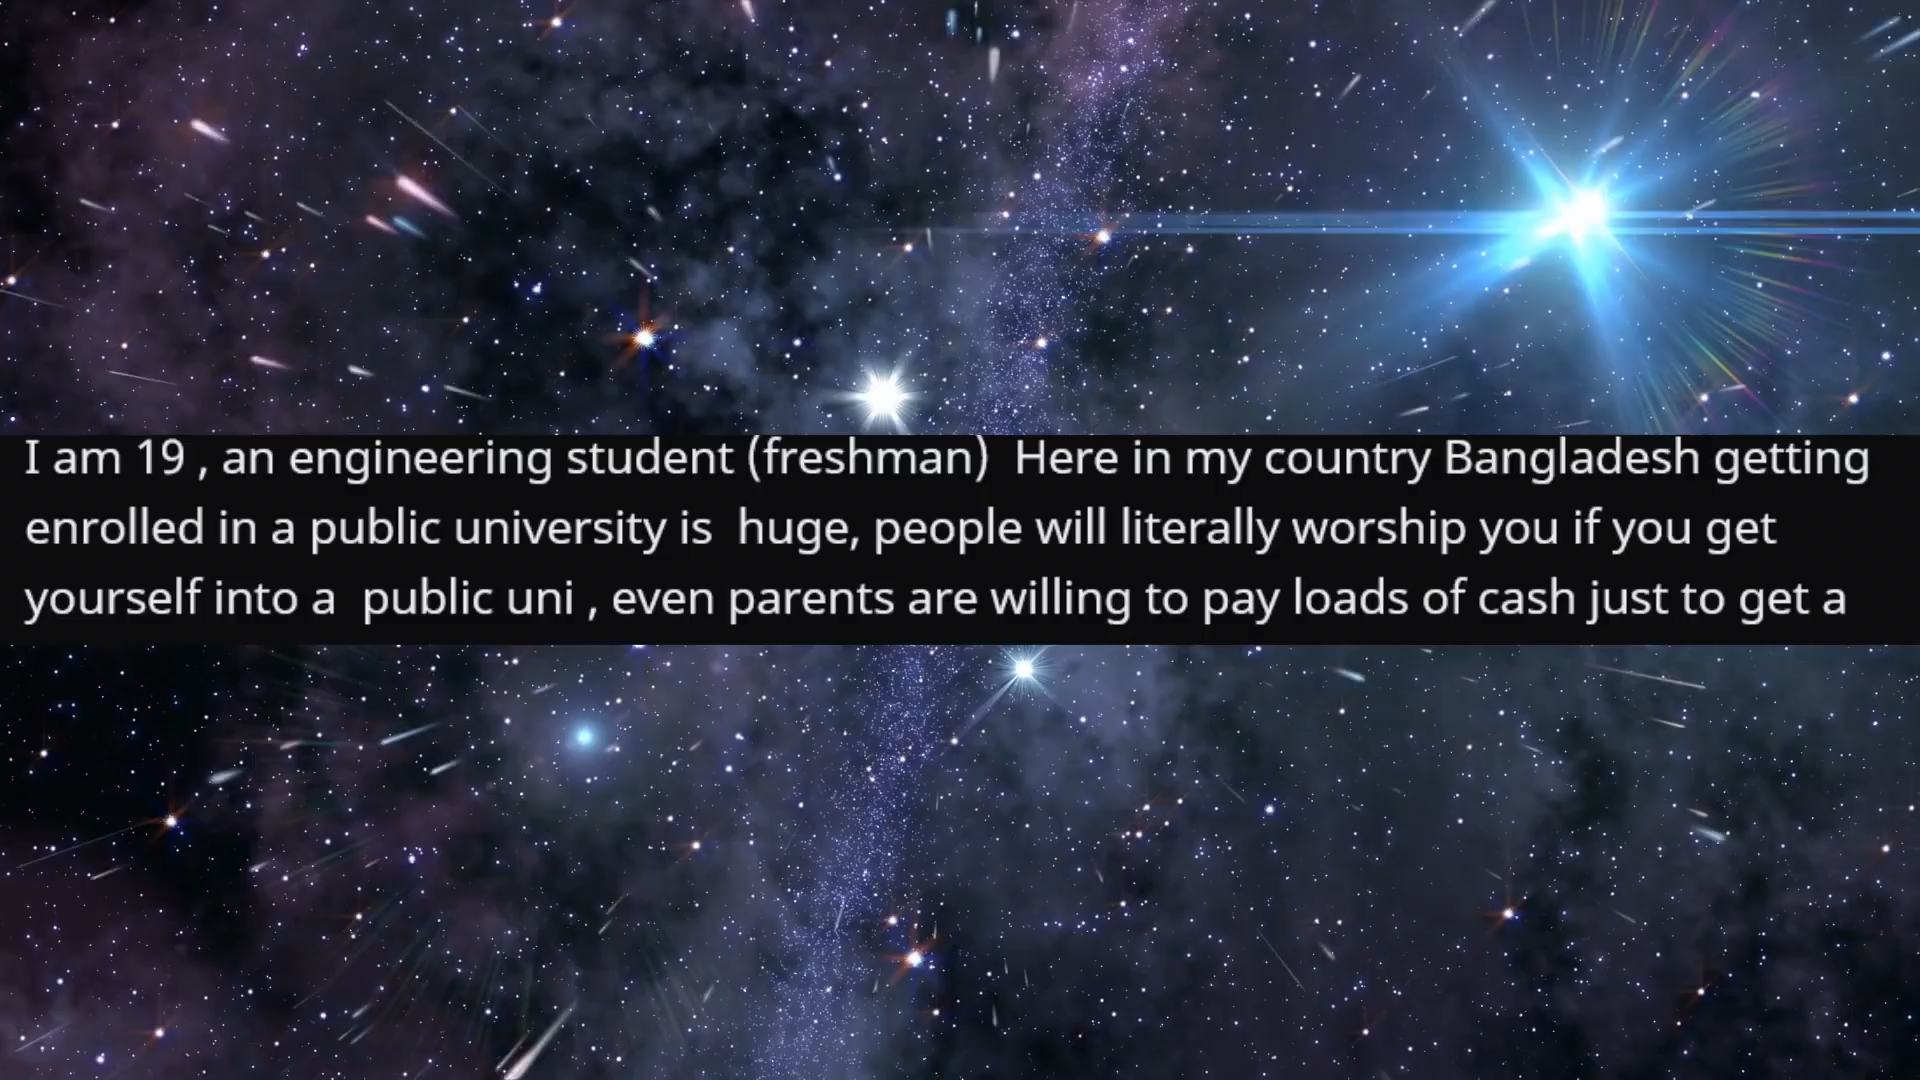 I am 19 , an engineering student (freshman)  Here in my country Bangladesh getting
enrolled in a public university is  huge, people will literally worship you if you get
yourself into a  public uni , even parents are willing to pay loads of cash just to get a